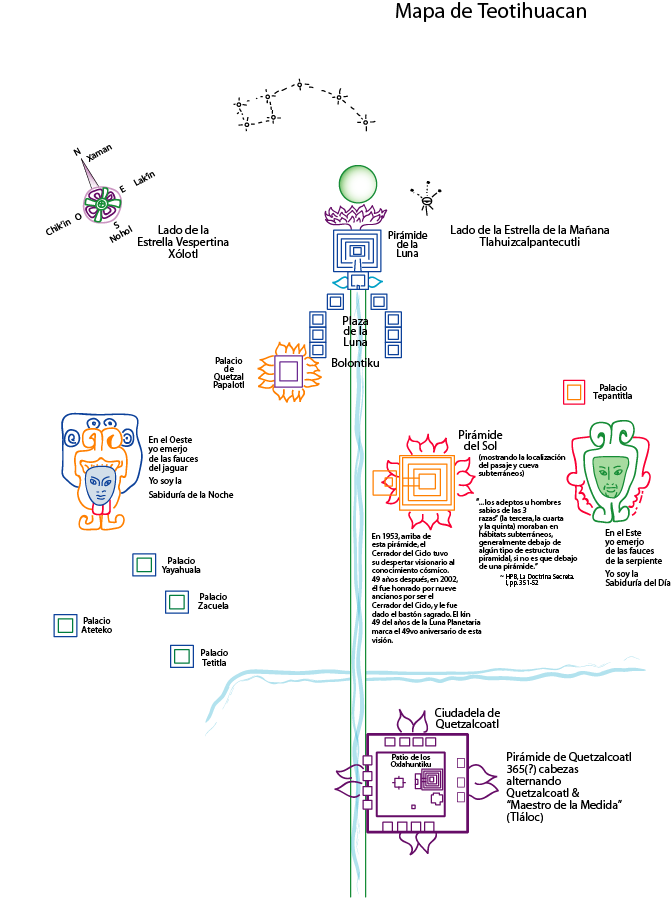 Mapa de Teotihuacan
N
Xaman
E
Lak'in
Chik'in
O
S
Nohol
Lado de la
Estrella Vespertina
Xólotl
Pirámide
de la
Luna
Lado de la Estrella de la Mañana
Tlahuizcalpantecutli
Plaza
de la
Luna
Bolontiku
Palacio
de
Quetzal
Papalotl
Palacio
Tepantitla
En el Oeste
yo emerjo
de las fauces
del jaguar
Yo soy la
Sabiduría de la Noche
Pirámide
del Sol
(mostrando la localización
del pasaje y cueva
subterráneos)
"...los adeptos u hombres
sabios de las 3
razas" (la tercera, la cuarta
y la quinta) moraban en
hábitats subterráneos,
generalmente debajo de
algún tipo de estructura
piramidal, si no es que debajo
de una pirámide."
~ HPB, La Doctrina Secreta.
I, pp. 351-52
En el Este
yo emerjo
de las fauces
de la serpiente
Yo soy la
Sabiduría del Día
En 1953, arriba de
esta pirámide, el
Cerrador del Ciclo tuvo
su despertar visionario al
conocimiento cósmico.
49 años después, en 2002,
él fue honrado por nueve
ancianos por ser el
Cerrador del Ciclo, y le fue
dado el bastón sagrado. El kin
49 del años de la Luna Planetaria
marca el 49vo aniversario de esta
visión.
Palacio
Yayahuala
Palacio
Zacuela
Palacio
Ateteko
Palacio
Tetitla
Ciudadela de
Quetzalcoatl
Patio de los
Oxlahuntiku
Pirámide de Quetzalcoatl
365(?) cabezas
alternando
Quetzalcoatl &
"Maestro de la Medida"
(Tláloc)